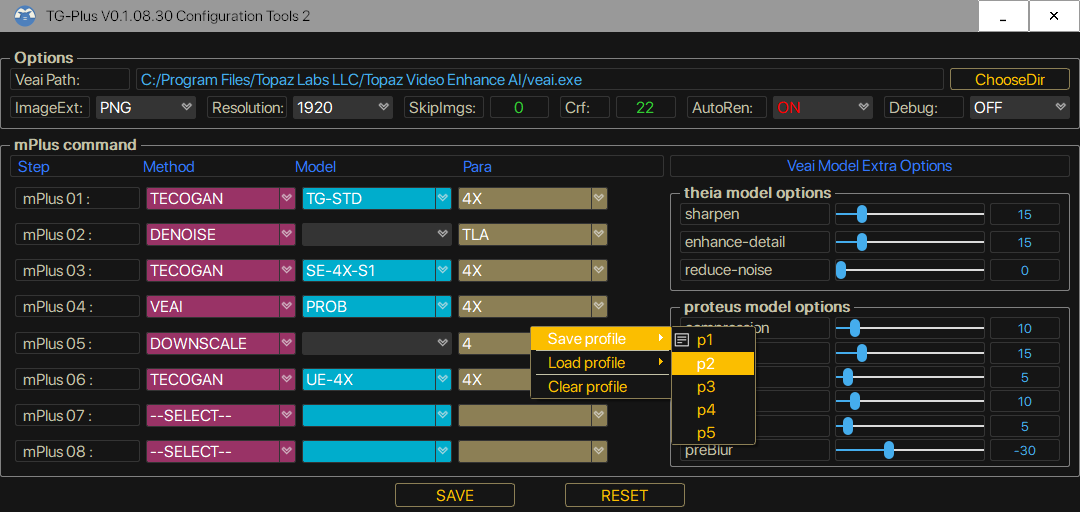 TG-Plus V0.1.08.30 Configuration Tools 2
Options
Veai Path: C:/Program Files/Topaz Labs LLC/Topaz Video Enhance AI/veai.exe ChooseDir
ImageExt: PNG Resolution: 1920 SkipImgs: 0 Crf: 22 AutoRen: ON Debug: OFF
mPlus command
Step Method Model Para
mPlus 01 : TECOGAN TG-STD 4X
mPlus 02 : DENOISE TLA
mPlus 03 : TECOGAN SE-4X-S1 4X
mPlus 04 : VEAI PROB 4X
mPlus 05 : DOWNSCALE 4
mPlus 06 : TECOGAN UE-4X 4X
mPlus 07 : --SELECT--
mPlus 08 : --SELECT--
Save profile
Load profile
Clear profile
p1
p2
p3
p4
p5
Veai Model Extra Options
theia model options
sharpen 15
enhance-detail 15
reduce-noise 0
proteus model options
10
15
5
10
5
preBlur -30
SAVE RESET